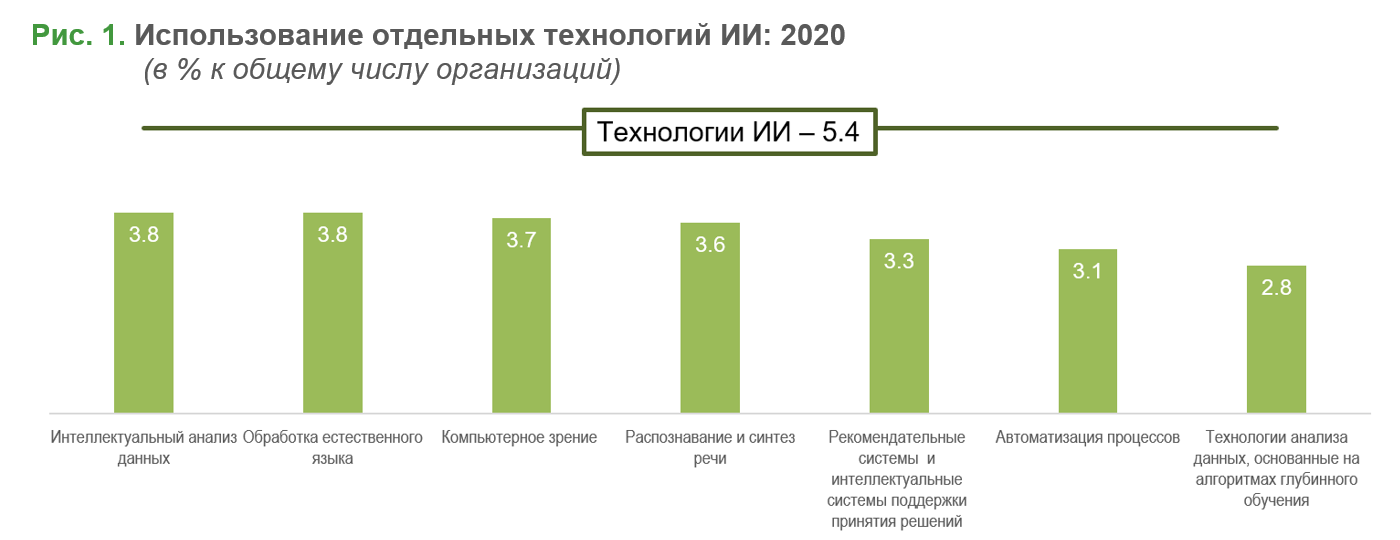 Рис. 1. Использование отдельных технологий ИИ: 2020
(в % к общему числу организаций)
Технологии ИИ – 5.4
3.8
3.8
3.7
3.6
3.3
3.1
2.8
Интеллектуальный анализ
данных
Обработка естественного
языка
Компьютерное зрение
Распознавание и синтез
речи
Рекомендательные
системы и
интеллектуальные
системы поддержки
принятия решений
Автоматизация процессов
Технологии анализа
данных, основанные на
алгоритмах глубинного
обучения